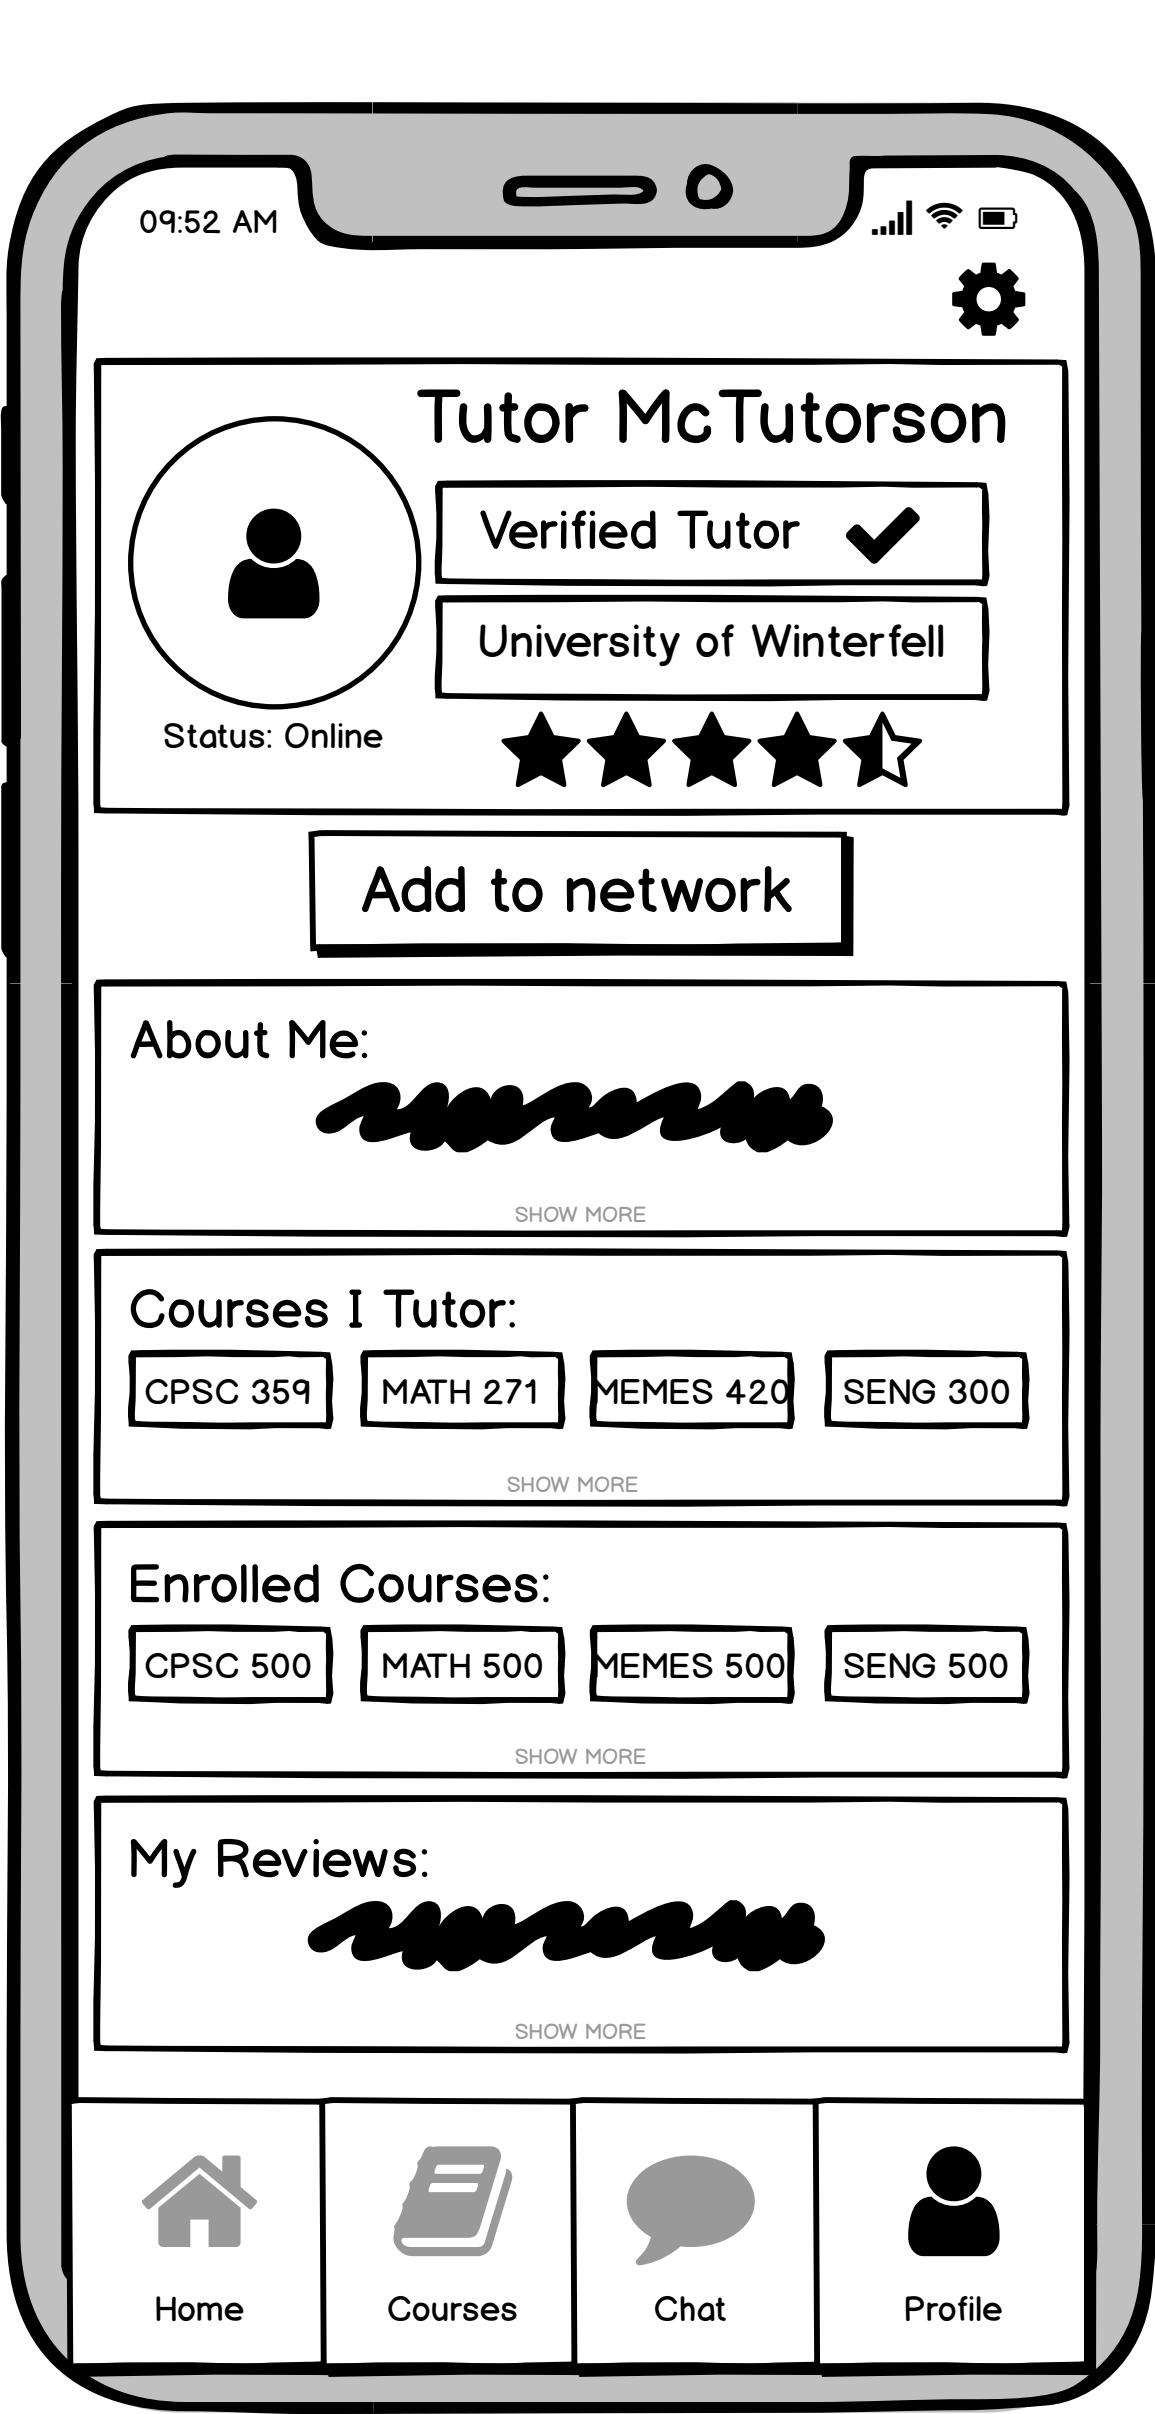 09:52 AM
Tutor McTutorson
Verified Tutor
University of Winterfell
Status: Online
Add to network
About Me:
SHOW MORE
Courses I Tutor:
CPSC 359 MATH 271 MEMES 420 SENG 300
SHOW MORE
Enrolled Courses:
CPSC 500 MATH 500 MEMES 500 SENG 500
SHOW MORE
My Reviews:
SHOW MORE
Home Courses Chat Profile